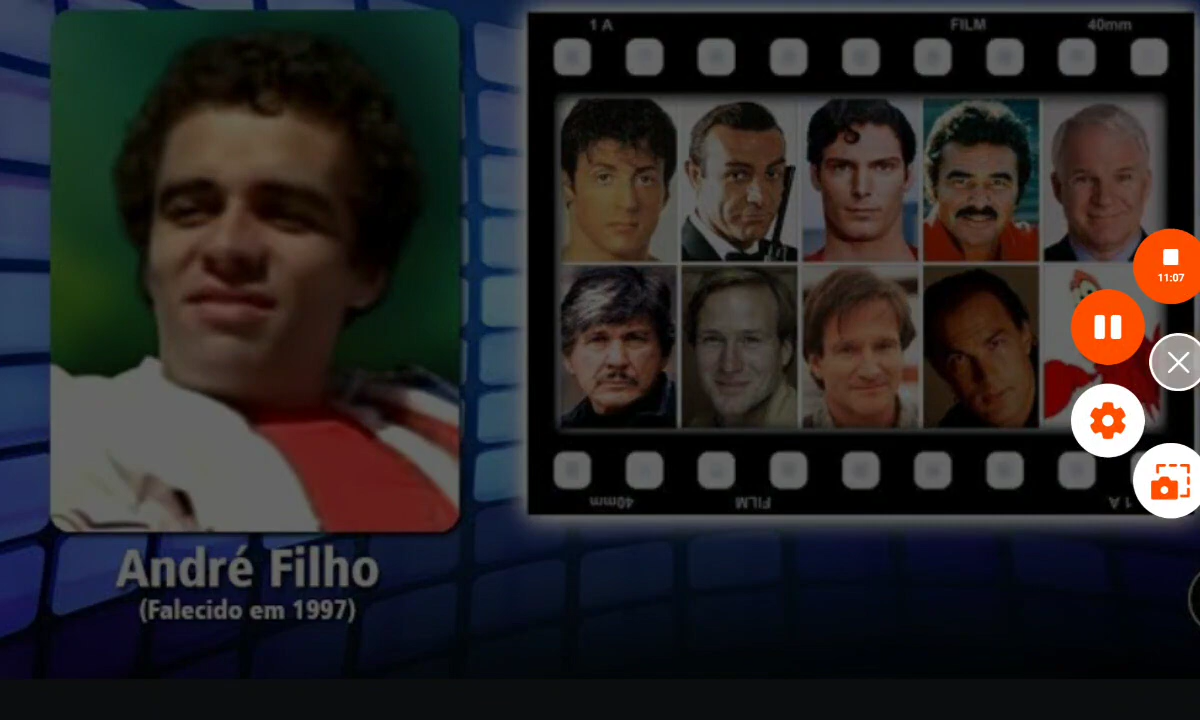 1 A FILM 40mm
40mm FILM 1 A
11:07
André Filho
(Falecido em 1997)